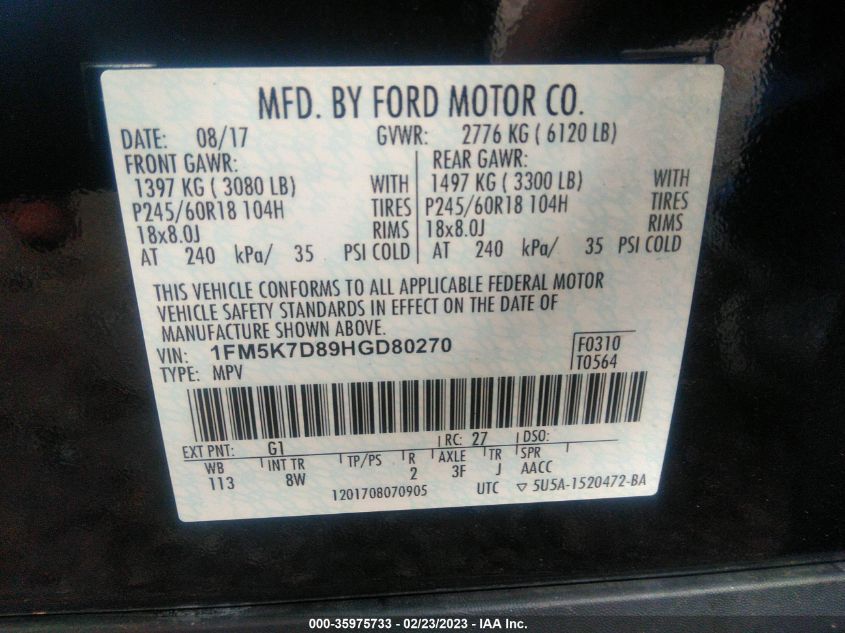 MFD. BY FORD MOTOR CO.
DATE: 08/17 GVWR: 2776 KG ( 6120 LB)
FRONT GAWR: REAR GAWR:
1397 KG ( 3080 LB) WITH 1497 KG ( 3300 LB) WITH
P245/60R18 104H TIRES P245/60R18 104H TIRES
18x8.0J RIMS 18x8.0J RIMS
AT 240 kPa/ 35 PSI COLD AT 240 kPa/ 35 PSI COLD
THIS VEHICLE CONFORMS TO ALL APPLICABLE FEDERAL MOTOR
VEHICLE SAFETY STANDARDS IN EFFECT ON THE DATE OF
MANUFACTURE SHOWN ABOVE.
VIN: 1FM5K7D89HGD80270 F0310
TYPE: MPV T0564
EXT PNT: G1 RC: 27 DSO:
WB INT TR TP/PS R AXLE TR SPR
113 8W 2 3F J AACC
1201708070905 UTC ▽ 5U5A-1520472-BA
000-35975733 - 02/23/2023 - IAA Inc.